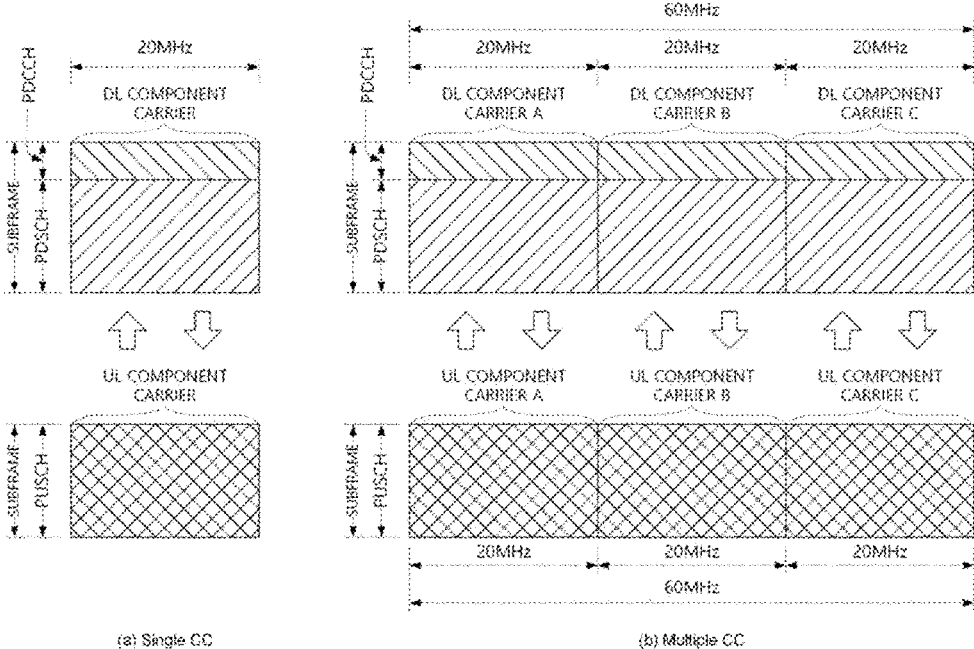 60MHz
20MHz
20MHz
20MHz
20MHz
PDCCH
PDCCH
DL COMPONENT
CARRIER
DL COMPONENT
CARRIER A
DL COMPONENT
CARRIER B
DL COMPONENT
CARRIER C
SUBFRAME
PDSCH
SUBFRAME
PDSCH
UL COMPONENT
CARRIER
UL COMPONENT
CARRIER A
UL COMPONENT
CARRIER B
UL COMPONENT
CARRIER C
SUBFRAME
PUSCH
SUBFRAME
PUSCH
20MHz
20MHz
20MHz
60MHz
(a) Single CC
(b) Multiple CC